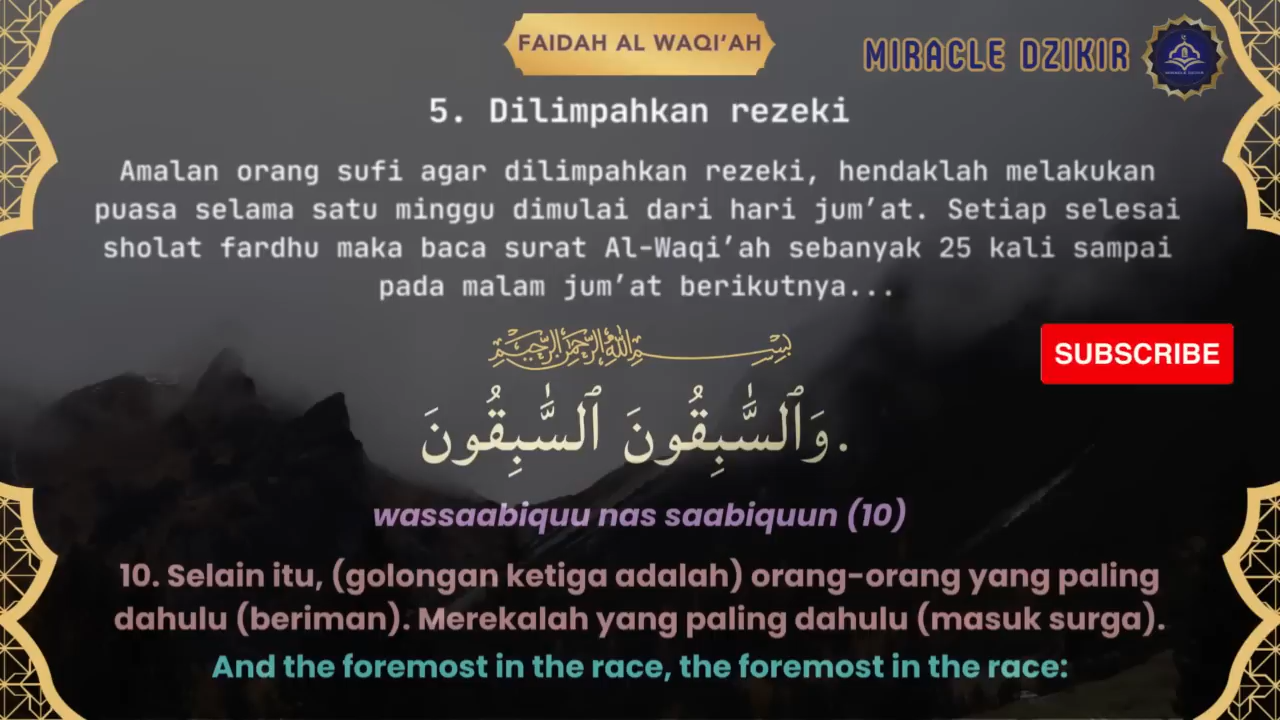 FAIDAH AL WAQI’AH
MIRACLE DZIKIR
MIRACLE DZIKIR
5. Dilimpahkan rezeki
Amalan orang sufi agar dilimpahkan rezeki, hendaklah melakukan
puasa selama satu minggu dimulai dari hari jum’at. Setiap selesai
sholat fardhu maka baca surat Al-Waqi’ah sebanyak 25 kali sampai
pada malam jum’at berikutnya...
بِسْمِ اللهِ الرَّحْمٰنِ الرَّحِيْمِ
SUBSCRIBE
وَٱلسَّٰبِقُونَ ٱلسَّٰبِقُونَ.
wassaabiquu nas saabiquun (10)
10. Selain itu, (golongan ketiga adalah) orang-orang yang paling
dahulu (beriman). Merekalah yang paling dahulu (masuk surga).
And the foremost in the race, the foremost in the race: